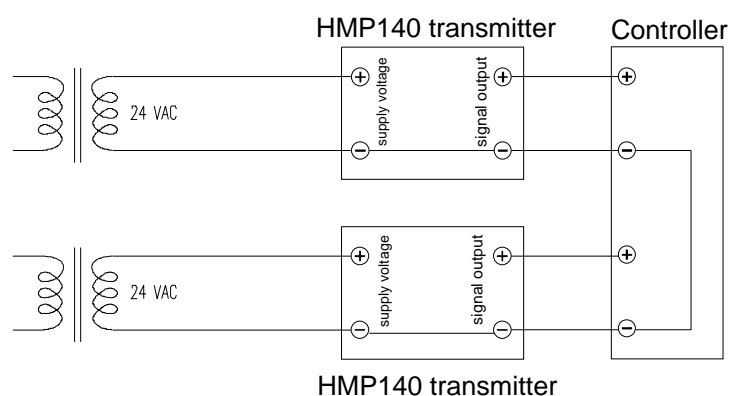 HMP140 transmitter
Controller
24 VAC
+
supply voltage
−
+
signal output
−
+
−
24 VAC
+
supply voltage
−
+
signal output
−
+
−
HMP140 transmitter